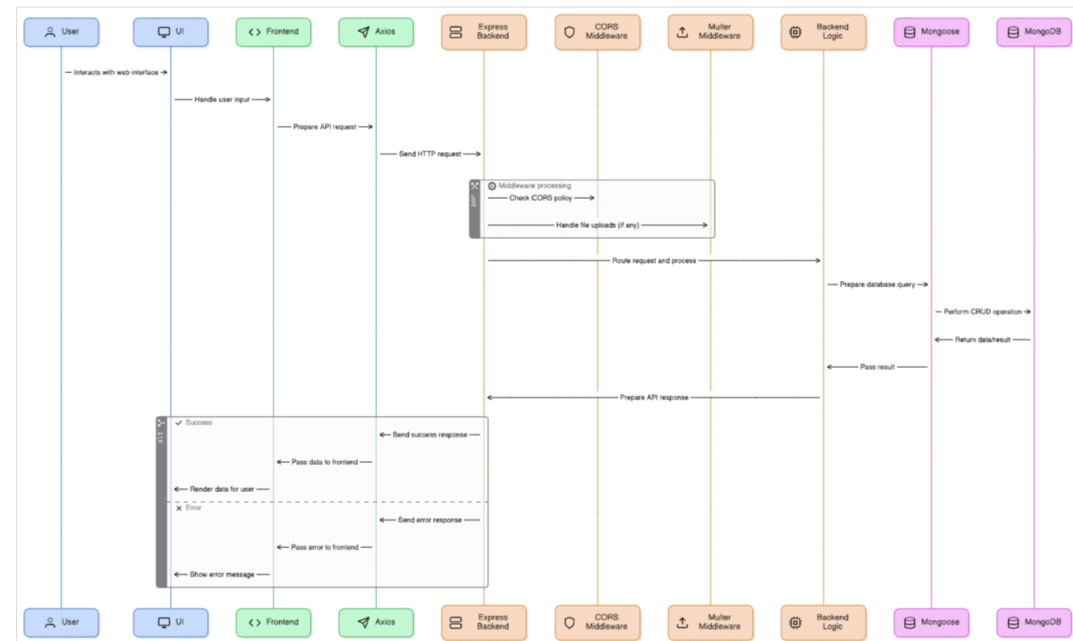 User
UI
Frontend
Axios
Express
Backend
CORS
Middleware
Multer
Middleware
Backend
Logic
Mongoose
MongoDB
Interacts with web interface
Handle user input
Prepare API request
Send HTTP request
par
Middleware processing
Check CORS policy
Handle file uploads (if any)
Route request and process
Prepare database query
Perform CRUD operation
Return data/result
Pass result
Prepare API response
alt
Success
Send success response
Pass data to frontend
Render data for user
Error
Send error response
Pass error to frontend
Show error message
User
UI
Frontend
Axios
Express
Backend
CORS
Middleware
Multer
Middleware
Backend
Logic
Mongoose
MongoDB